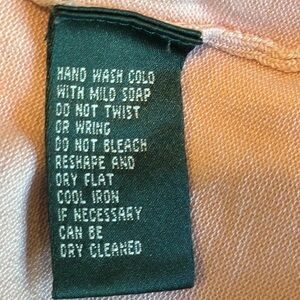 HAND WASH COLD
WITH MILD SOAP
DO NOT TWIST
OR WRING
DO NOT BLEACH
RESHAPE AND
DRY FLAT
COOL IRON
IF NECESSARY
CAN BE
DRY CLEANED